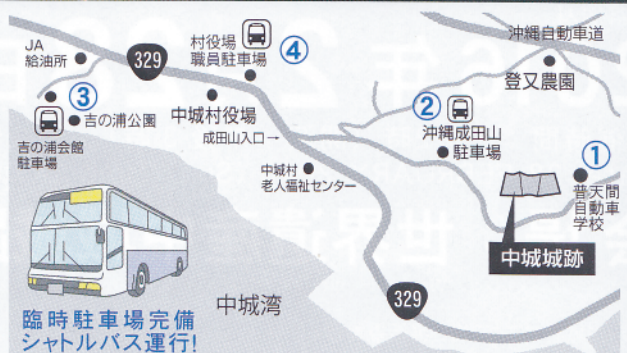 JA
給油所
329
村役場
職員駐車場
④
沖縄自動車道
登又農園
③
吉の浦公園
中城村役場
②
沖縄成田山
駐車場
①
成田山入口→
吉の浦会館
駐車場
中城村
老人福祉センター
普天間
自動車
学校
中城城跡
中城湾
329
臨時駐車場完備
シャトルバス運行!